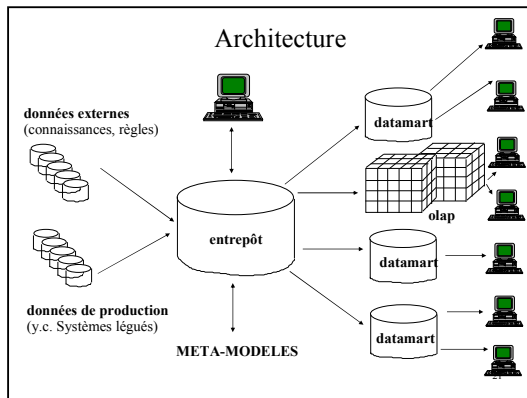 Architecture
données externes
(connaissances, règles)
datamart
olap
entrepôt
datamart
données de production
(y.c. Systèmes légués)
datamart
META-MODELES